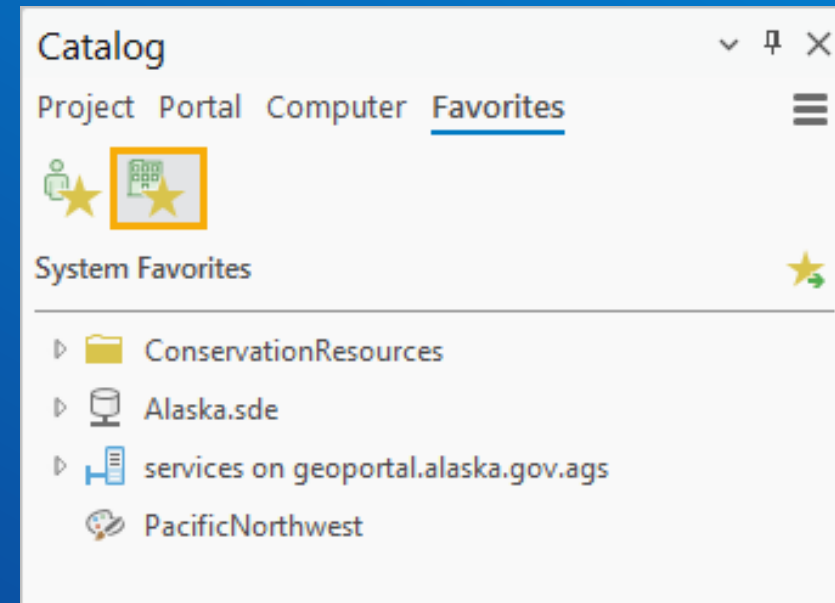 Catalog
Project Portal Computer Favorites
System Favorites
ConservationResources
Alaska.sde
services on geoportal.alaska.gov.ags
PacificNorthwest